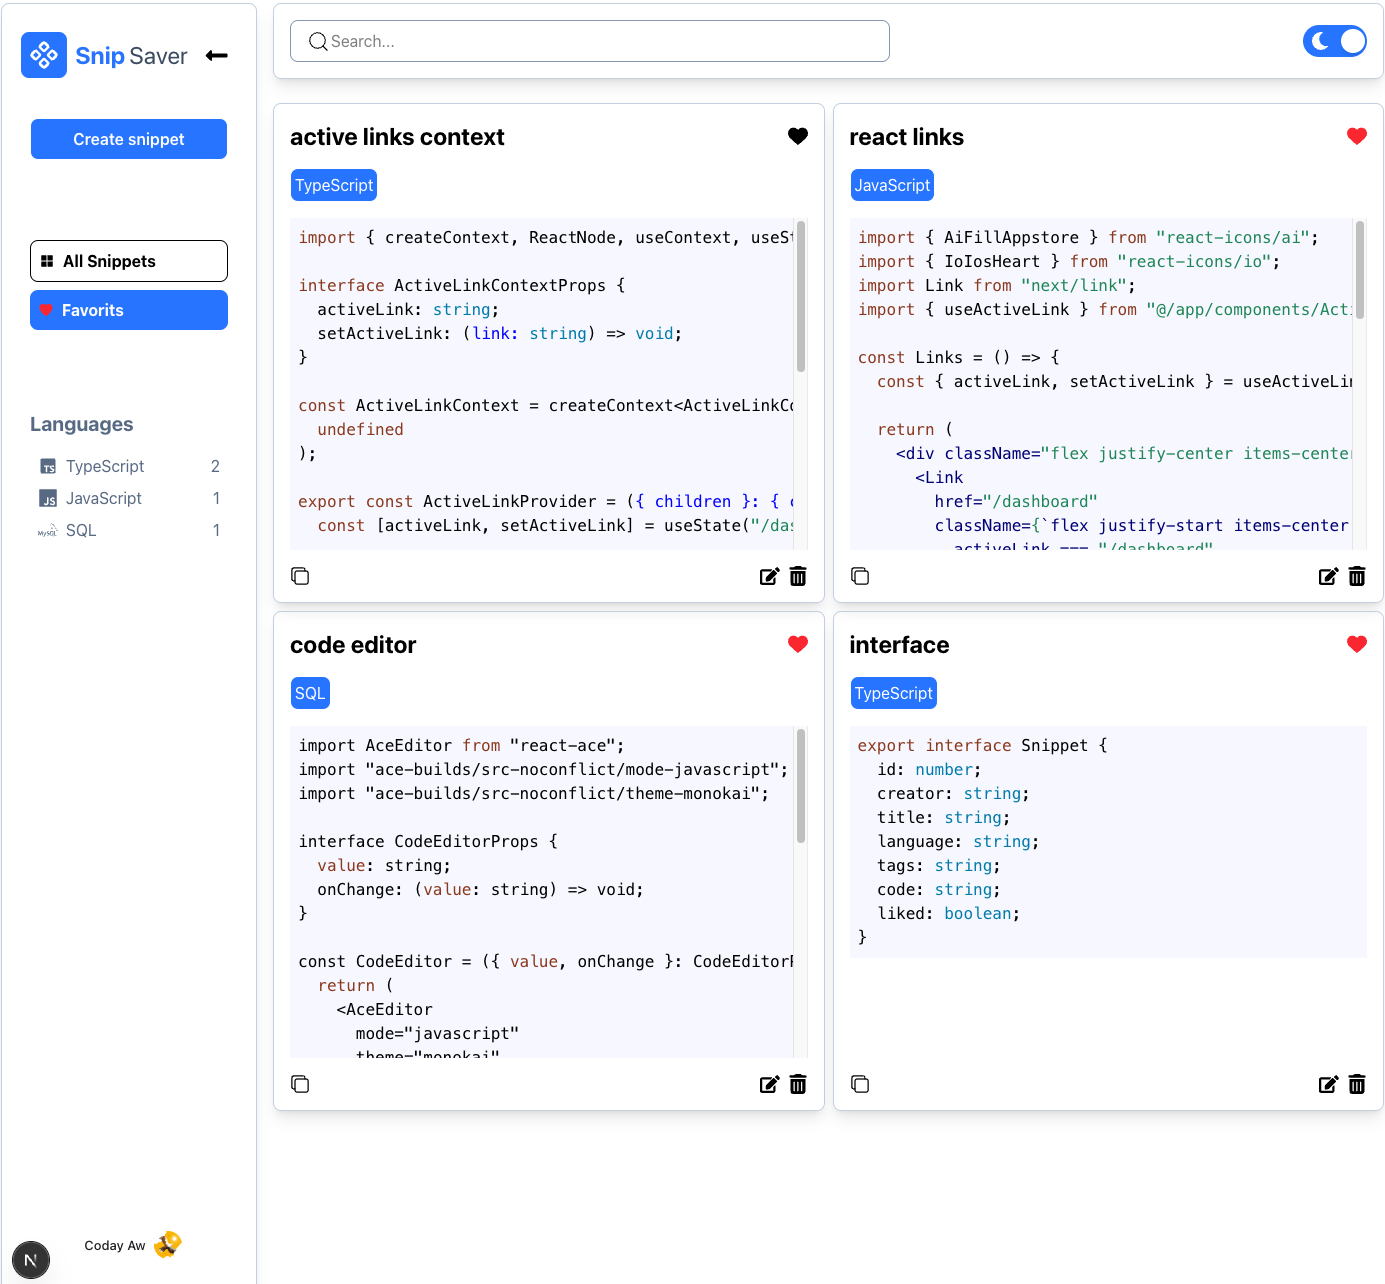 Snip Saver
Create snippet
All Snippets
Favorits
Languages
TypeScript 2
JavaScript 1
MySQL SQL 1
Coday Aw
N
Search...
active links context
TypeScript
import { createContext, ReactNode, useContext, useSt
interface ActiveLinkContextProps {
  activeLink: string;
  setActiveLink: (link: string) => void;
}
const ActiveLinkContext = createContext<ActiveLinkCo
  undefined
);
export const ActiveLinkProvider = ({ children }: { c
  const [activeLink, setActiveLink] = useState("/das
react links
JavaScript
import { AiFillAppstore } from "react-icons/ai";
import { IoIosHeart } from "react-icons/io";
import Link from "next/link";
import { useActiveLink } from "@/app/components/Acti
const Links = () => {
  const { activeLink, setActiveLink } = useActiveLin
  return (
    <div className="flex justify-center items-center
      <Link
        href="/dashboard"
        className={`flex justify-start items-center
          activeLink === "/dashboard"
code editor
SQL
import AceEditor from "react-ace";
import "ace-builds/src-noconflict/mode-javascript";
import "ace-builds/src-noconflict/theme-monokai";
interface CodeEditorProps {
  value: string;
  onChange: (value: string) => void;
}
const CodeEditor = ({ value, onChange }: CodeEditorP
  return (
    <AceEditor
      mode="javascript"
      theme="monokai"
interface
TypeScript
export interface Snippet {
  id: number;
  creator: string;
  title: string;
  language: string;
  tags: string;
  code: string;
  liked: boolean;
}